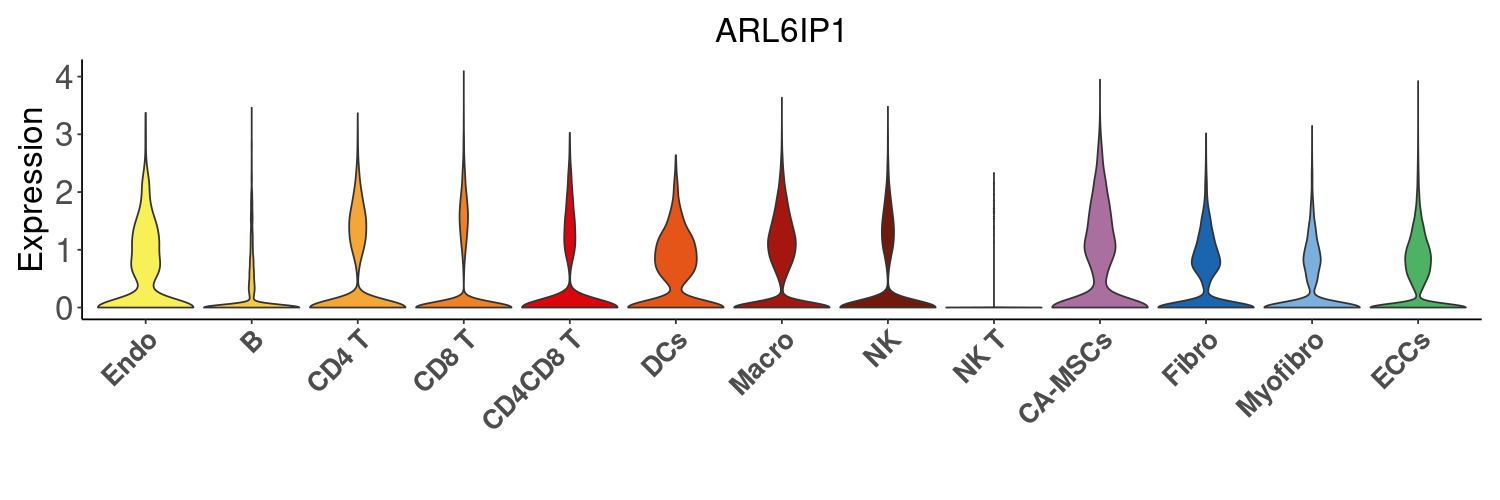 ARL6IP1
Expression
4
3
2
1
0
Endo
B
CD4 T
CD8 T
CD4CD8 T
DCs
Macro
NK
NK T
CA-MSCs
Fibro
Myofibro
ECCs